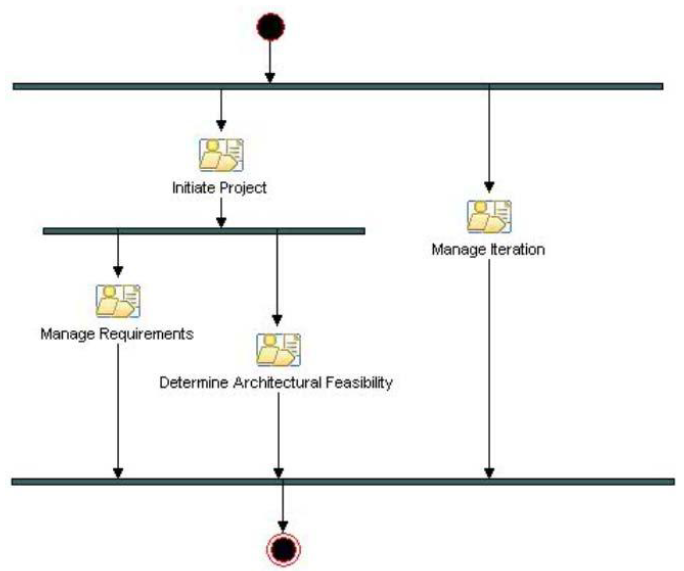 Initiate Project
Manage Iteration
Manage Requirements
Determine Architectural Feasibility